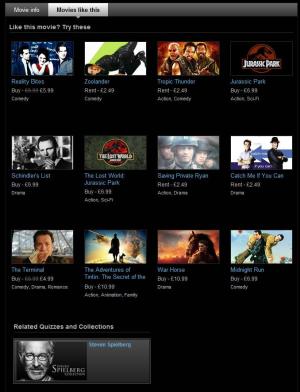 Movie info
Movies like this
Like this movie? Try these
Reality Bites
Zoolander
Tropic Thunder
Jurassic Park
Buy - £9.99 £5.99
Rent - £2.49
Rent - £2.49
Buy - £6.99
Comedy
Comedy
Action, Comedy
Action, Sci-Fi
JURASSIC PARK
THE LOST WORLD
Schindler's List
The Lost World: Jurassic Park
Saving Private Ryan
Catch Me If You Can
Buy - £6.99
Buy - £6.99
Rent - £2.49
Rent - £2.49
Drama
Action, Sci-Fi
Action, Drama
Drama
The Terminal
The Adventures of Tintin: The Secret of the
War Horse
Midnight Run
Buy - £6.99 £4.99
Buy - £10.99
Buy - £10.99
Buy - £6.99
Comedy, Drama, Romance
Action, Animation, Family
Drama
Comedy
Related Quizzes and Collections
Steven Spielberg
SPIELBERG
COLLECTION